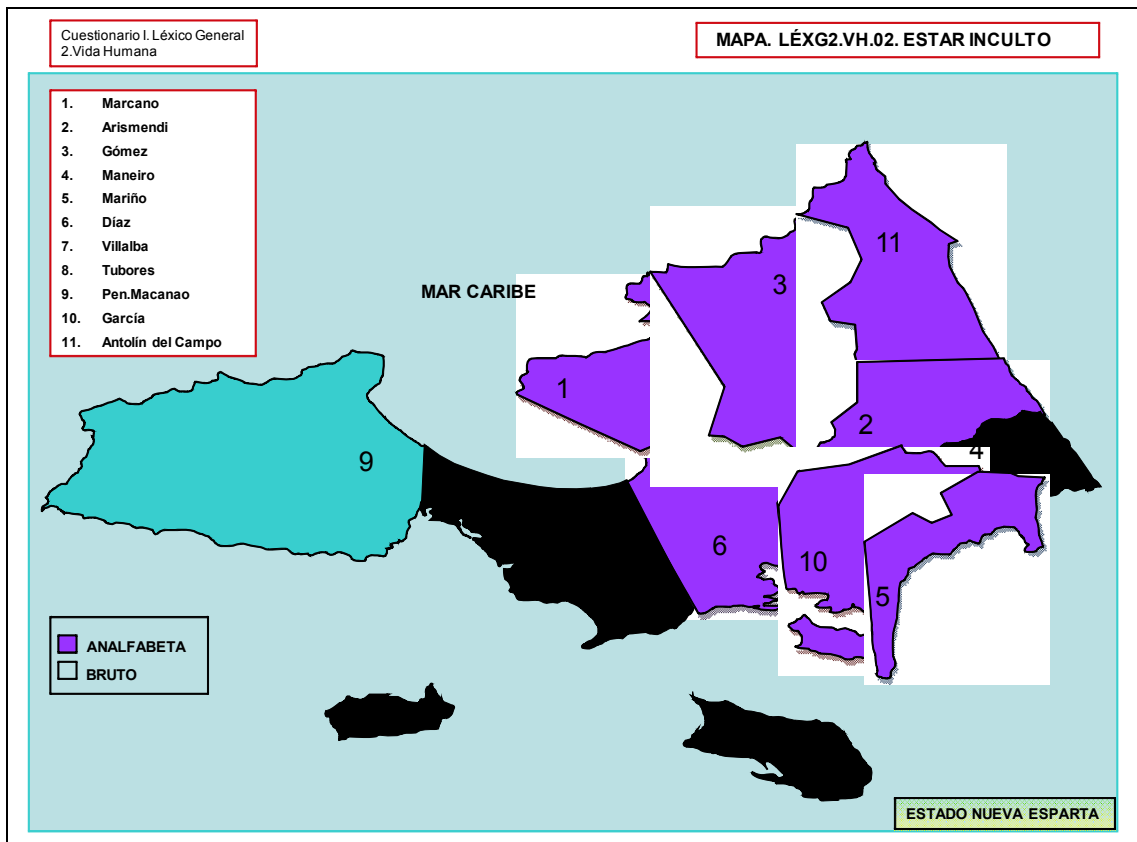 Cuestionario I. Léxico General
2.Vida Humana
MAPA. LÉXG2.VH.02. ESTAR INCULTO
1. Marcano
2. Arismendi
3. Gómez
4. Maneiro
5. Mariño
6. Díaz
7. Villalba
8. Tubores
9. Pen.Macanao
10. García
11. Antolín del Campo
MAR CARIBE
11
3
1
2
4
9
6
10
5
ANALFABETA
BRUTO
ESTADO NUEVA ESPARTA